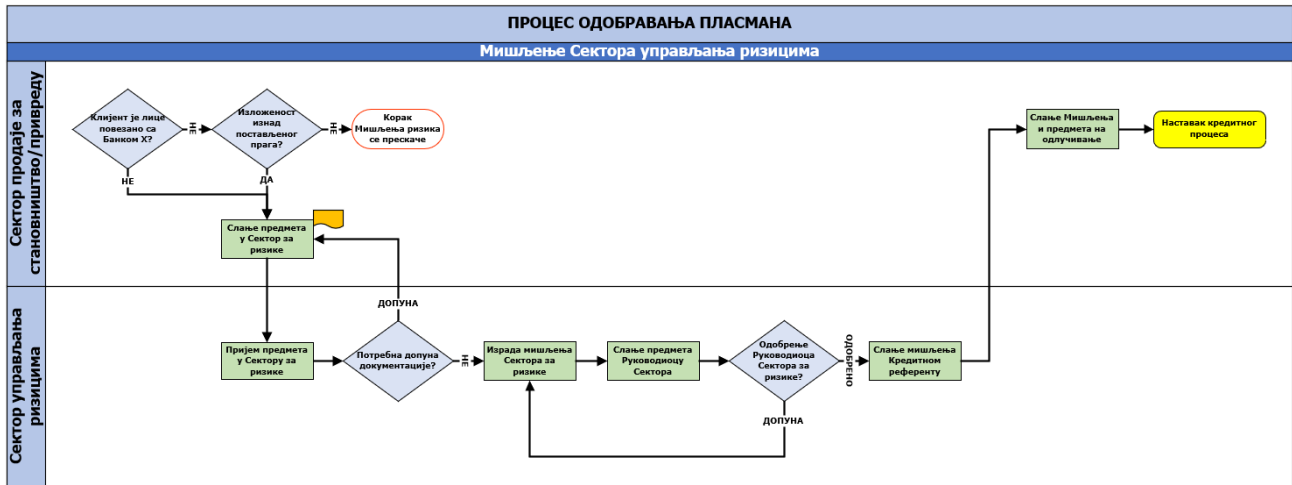 ПРОЦЕС ОДОБРАВАЊА ПЛАСМАНА
Мишљење Сектора управљања ризицима
Сектор продаје за
становништво/привреду
Клијент је лице
повезано са
Банком X?
НЕ
НЕ
Изложеност
изнад
постављеног
прага?
НЕ
ДА
Корак
Мишљења ризика
се прескаче
Слање предмета
у Сектор за
ризике
Слање Мишљења
и предмета на
одлучивање
Наставак кредитног
процеса
Сектор управљања
ризицима
Пријем предмета
у Сектору за
ризике
Потребна допуна
документације?
ДОПУНА
НЕ
Израда мишљења
Сектора за
ризике
Слање предмета
Руководиоцу
Сектора
Одобрење
Руководиоца
Сектора за
ризике?
ОДОБРЕНО
ДОПУНА
Слање мишљења
Кредитном
референту